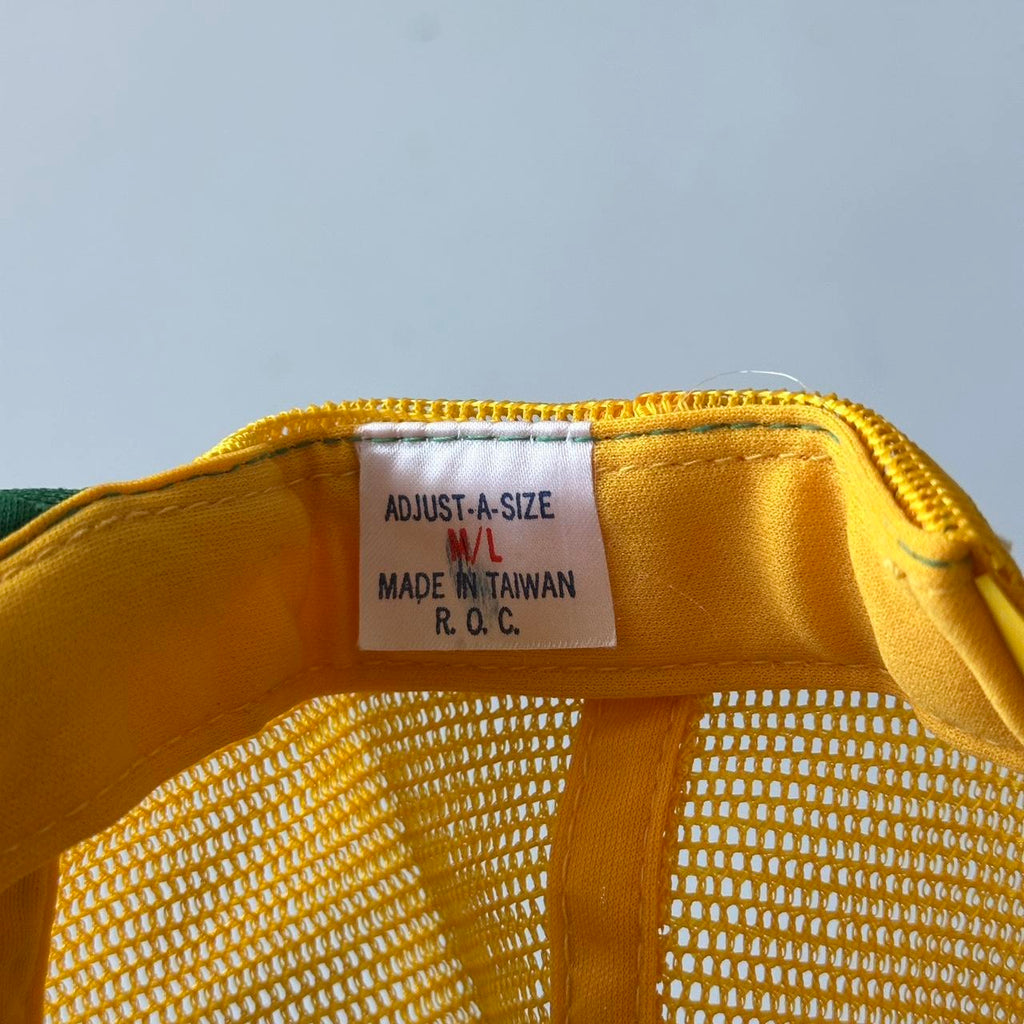 ADJUST-A-SIZE
M/L
MADE IN TAIWAN
R. O. C.